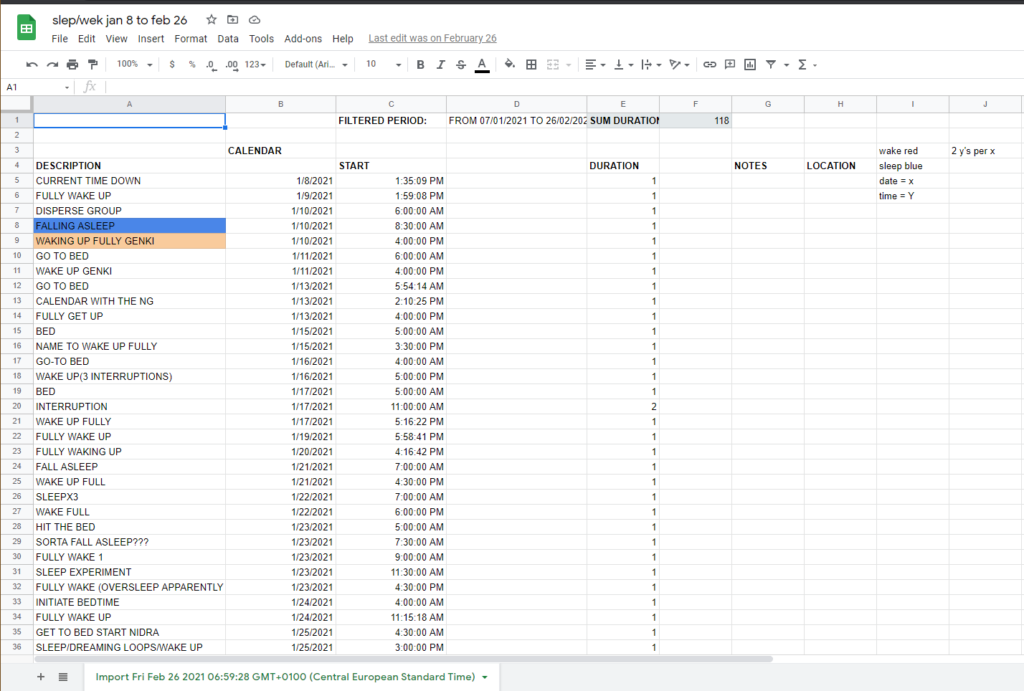 slep/wek jan 8 to feb 26
File Edit View Insert Format Data Tools Add-ons Help Last edit was on February 26
100% $ % .0 .00 123 Default (Ari... 10 B I S A
A1 fx
A B C D E F G H I J
1 FILTERED PERIOD: FROM 07/01/2021 TO 26/02/202 SUM DURATION 118
2
3 CALENDAR wake red 2 y's per x
4 DESCRIPTION START DURATION NOTES LOCATION sleep blue
5 CURRENT TIME DOWN 1/8/2021 1:35:09 PM 1 date = x
6 FULLY WAKE UP 1/9/2021 1:59:08 PM 1 time = Y
7 DISPERSE GROUP 1/10/2021 6:00:00 AM 1
8 FALLING ASLEEP 1/10/2021 8:30:00 AM 1
9 WAKING UP FULLY GENKI 1/10/2021 4:00:00 PM 1
10 GO TO BED 1/11/2021 6:00:00 AM 1
11 WAKE UP GENKI 1/11/2021 4:00:00 PM 1
12 GO TO BED 1/13/2021 5:54:14 AM 1
13 CALENDAR WITH THE NG 1/13/2021 2:10:25 PM 1
14 FULLY GET UP 1/13/2021 4:00:00 PM 1
15 BED 1/15/2021 5:00:00 AM 1
16 NAME TO WAKE UP FULLY 1/15/2021 3:30:00 PM 1
17 GO-TO BED 1/16/2021 4:00:00 AM 1
18 WAKE UP(3 INTERRUPTIONS) 1/16/2021 5:00:00 PM 1
19 BED 1/17/2021 5:00:00 AM 1
20 INTERRUPTION 1/17/2021 11:00:00 AM 2
21 WAKE UP FULLY 1/17/2021 5:16:22 PM 1
22 FULLY WAKE UP 1/19/2021 5:58:41 PM 1
23 FULLY WAKING UP 1/20/2021 4:16:42 PM 1
24 FALL ASLEEP 1/21/2021 7:00:00 AM 1
25 WAKE UP FULL 1/21/2021 4:30:00 PM 1
26 SLEEPX3 1/22/2021 7:00:00 AM 1
27 WAKE FULL 1/22/2021 6:00:00 PM 1
28 HIT THE BED 1/23/2021 5:00:00 AM 1
29 SORTA FALL ASLEEP??? 1/23/2021 7:30:00 AM 1
30 FULLY WAKE 1 1/23/2021 9:00:00 AM 1
31 SLEEP EXPERIMENT 1/23/2021 11:30:00 AM 1
32 FULLY WAKE (OVERSLEEP APPARENTLY 1/23/2021 4:30:00 PM 1
33 INITIATE BEDTIME 1/24/2021 4:00:00 AM 1
34 FULLY WAKE UP 1/24/2021 11:15:18 AM 1
35 GET TO BED START NIDRA 1/25/2021 4:30:00 AM 1
36 SLEEP/DREAMING LOOPS/WAKE UP 1/25/2021 3:00:00 PM 1
Import Fri Feb 26 2021 06:59:28 GMT+0100 (Central European Standard Time)